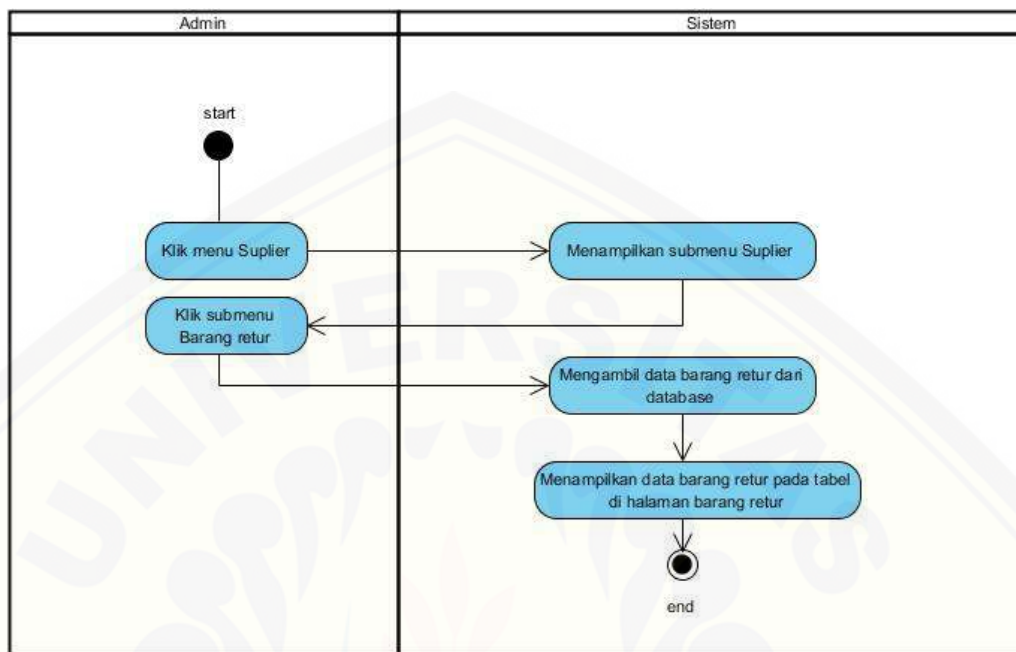 Admin
Sistem
start
Klik menu Suplier
Menampilkan submenu Suplier
Klik submenu
Barang retur
Mengambil data barang retur dari
database
Menampilkan data barang retur pada tabel
di halaman barang retur
end
UNIVERSITAS